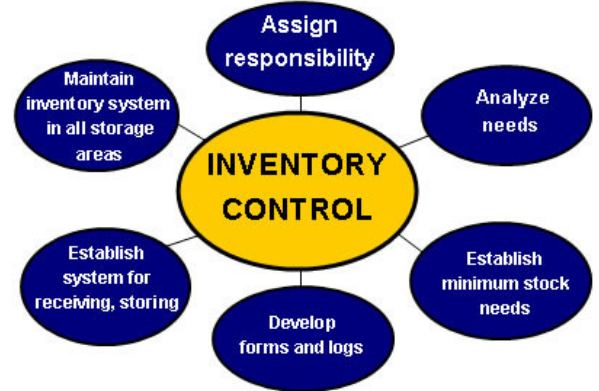 Assign
responsibility
Maintain
inventory system
in all storage
areas
Analyze
needs
INVENTORY
CONTROL
Establish
system for
receiving, storing
Establish
minimum stock
needs
Develop
forms and logs